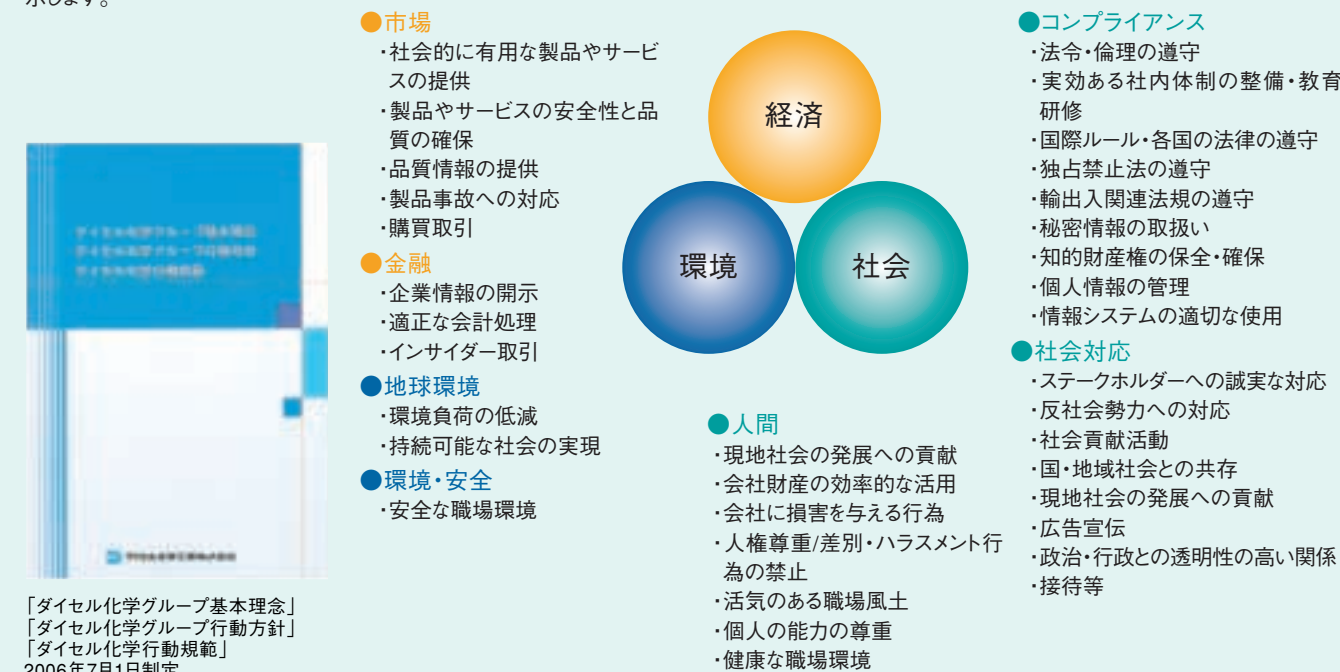 示します。
●市場
・社会的に有用な製品やサービ
スの提供
・製品やサービスの安全性と品
質の確保
・品質情報の提供
・製品事故への対応
・購買取引
●金融
・企業情報の開示
・適正な会計処理
・インサイダー取引
●地球環境
・環境負荷の低減
・持続可能な社会の実現
●環境・安全
・安全な職場環境
経済
環境
社会
●人間
・現地社会の発展への貢献
・会社財産の効率的な活用
・会社に損害を与える行為
・人権尊重/差別・ハラスメント行
為の禁止
・活気のある職場風土
・個人の能力の尊重
・健康な職場環境
●コンプライアンス
・法令・倫理の遵守
・実効ある社内体制の整備・教育
研修
・国際ルール・各国の法律の遵守
・独占禁止法の遵守
・輸出入関連法規の遵守
・秘密情報の取扱い
・知的財産権の保全・確保
・個人情報の管理
・情報システムの適切な使用
●社会対応
・ステークホルダーへの誠実な対応
・反社会勢力への対応
・社会貢献活動
・国・地域社会との共存
・現地社会の発展への貢献
・広告宣伝
・政治・行政との透明性の高い関係
・接待等
「ダイセル化学グループ基本理念」
「ダイセル化学グループ行動方針」
「ダイセル化学行動規範」
2006年7月1日制定